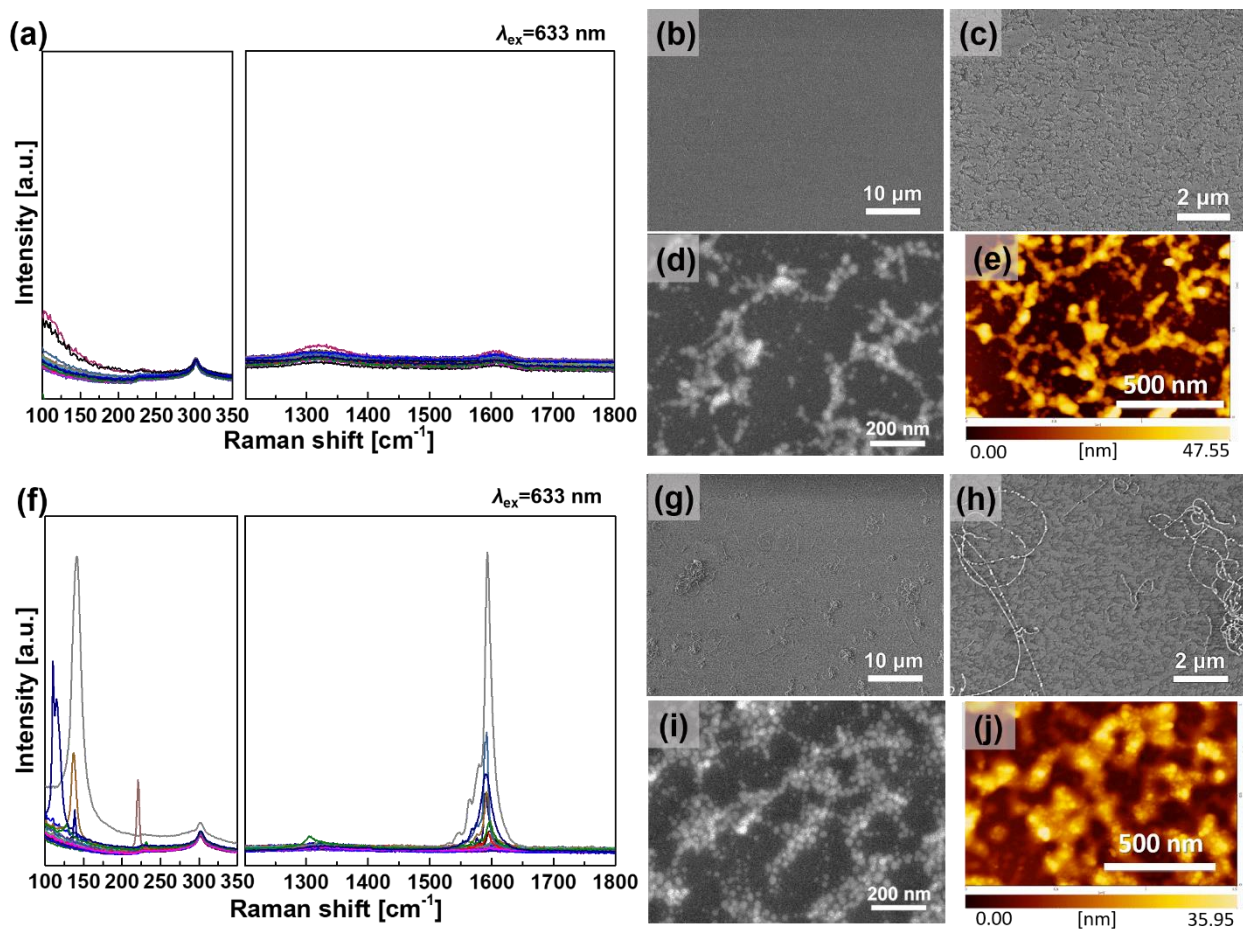 (a)
λex=633 nm
Intensity [a.u.]
100 150 200 250 300 350
1300 1400 1500 1600 1700 1800
Raman shift [cm-1]
(b)
10 μm
(c)
2 μm
(d)
200 nm
(e)
500 nm
0.00 [nm] 47.55
(f)
λex=633 nm
Intensity [a.u.]
100 150 200 250 300 350
1300 1400 1500 1600 1700 1800
Raman shift [cm-1]
(g)
10 μm
(h)
2 μm
(i)
200 nm
(j)
500 nm
0.00 [nm] 35.95